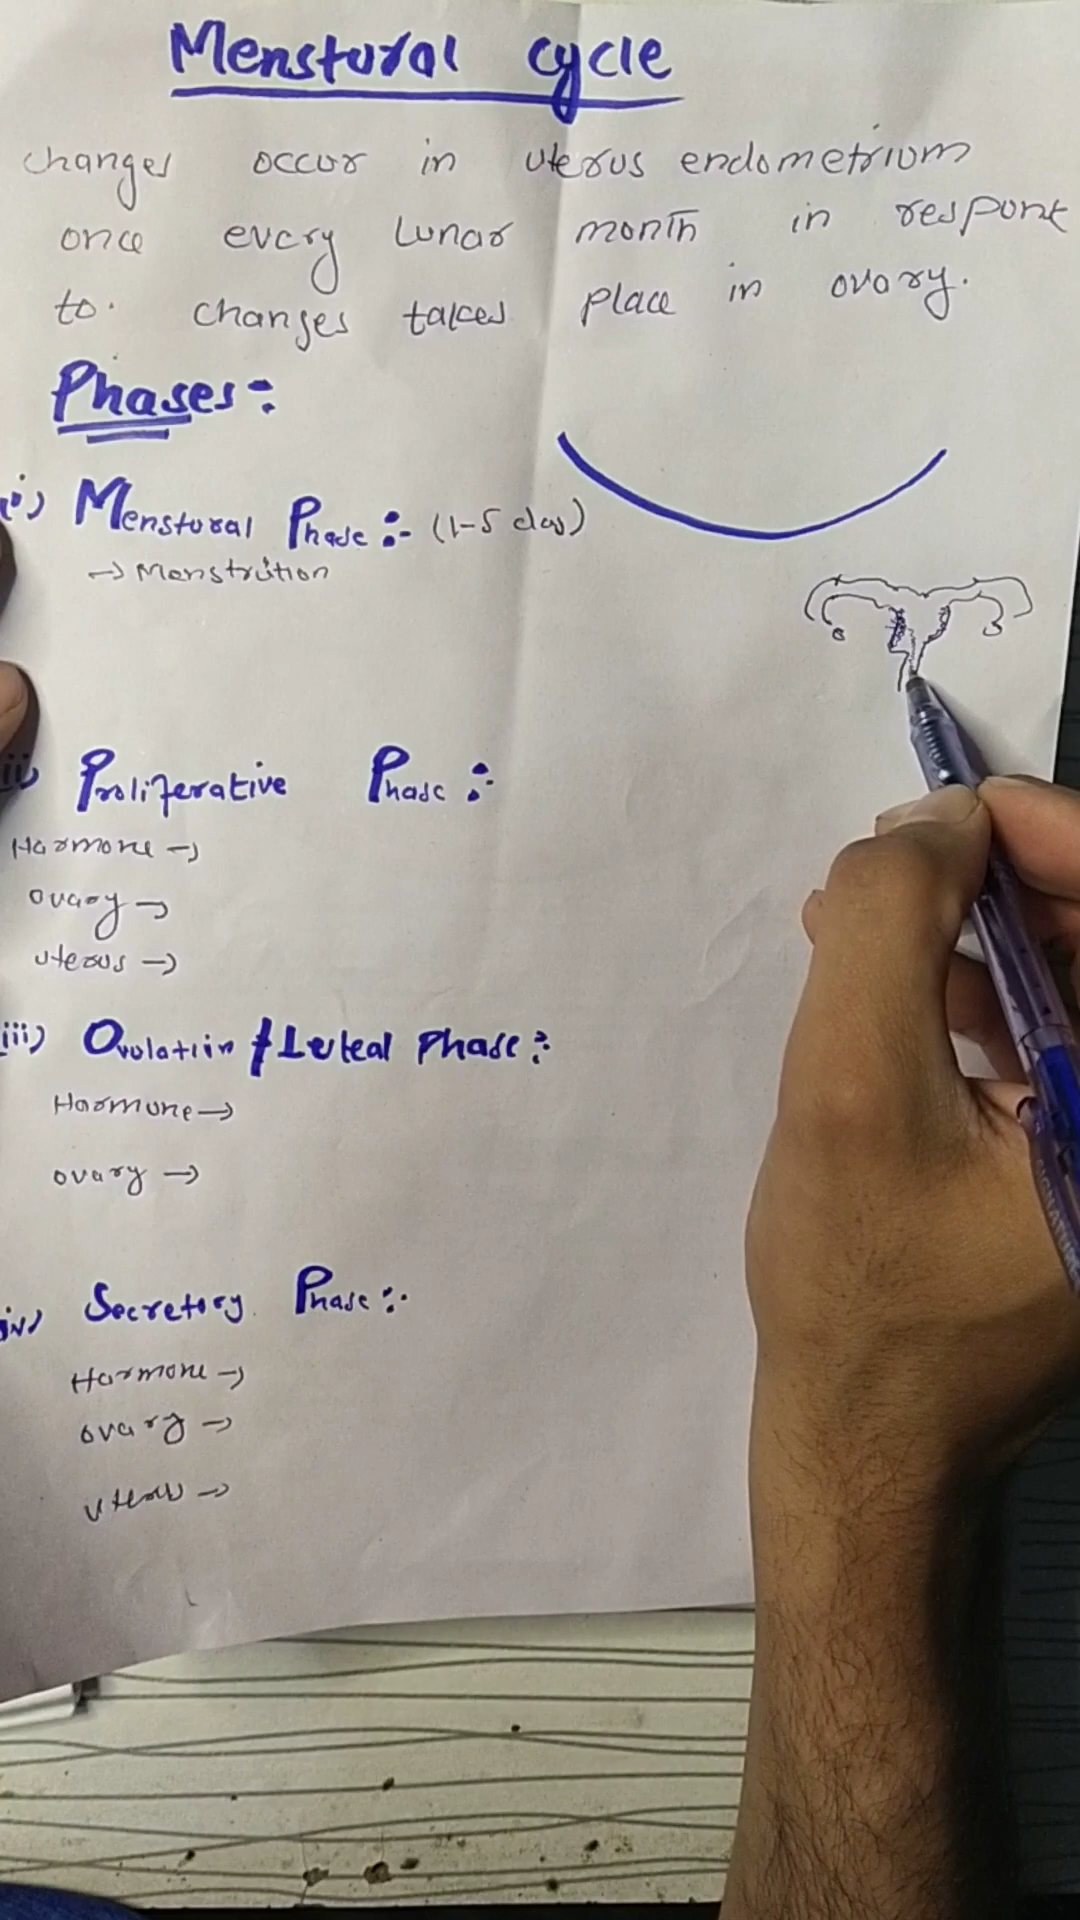 Menstural cycle
changes occur in uterus endometrium
once every Lunar month in response
to. changes takes place in ovary.
Phases:-
(i) Menstural Phase:- (1-5 day)
→ Menstrution
ii) Proliferative Phase:-
Harmone →
ovary →
uterus →
iii) Ovulation / Luteal Phase:-
Harmone →
ovary →
iv) Secretory Phase:-
Harmone →
ovary →
uterus →
SIGNATURE